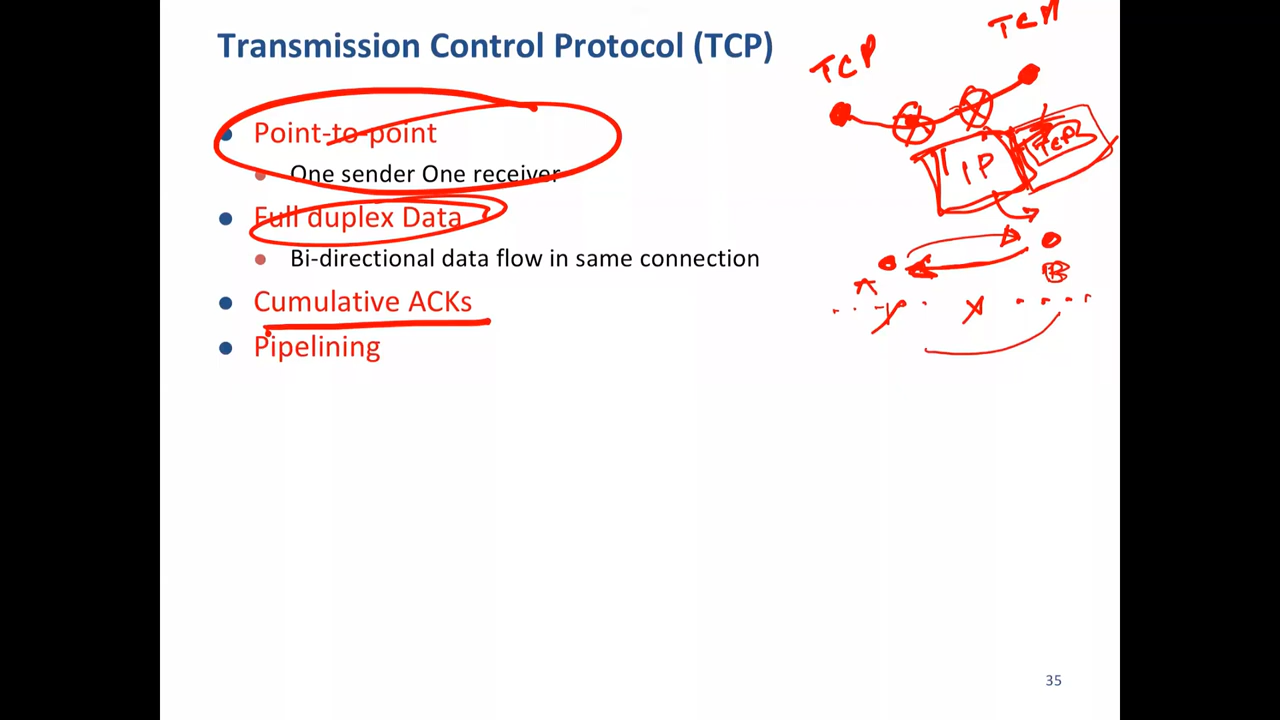 Transmission Control Protocol (TCP)
TCP
TCP
Point-to-point
One sender One receiver
IP
TCP
Full duplex Data
Bi-directional data flow in same connection
A
B
Cumulative ACKs
Pipelining
35